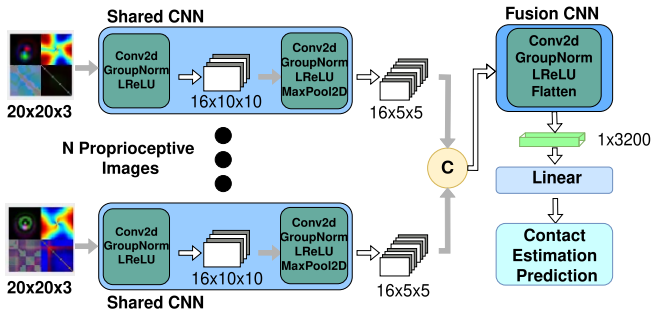 Shared CNN
Fusion CNN
Conv2d
GroupNorm
LReLU
16x10x10
Conv2d
GroupNorm
LReLU
MaxPool2D
16x5x5
20x20x3
Conv2d
GroupNorm
LReLU
Flatten
1x3200
N Proprioceptive
Images
C
Linear
Conv2d
GroupNorm
LReLU
16x10x10
Conv2d
GroupNorm
LReLU
MaxPool2D
16x5x5
20x20x3
Shared CNN
Contact
Estimation
Prediction